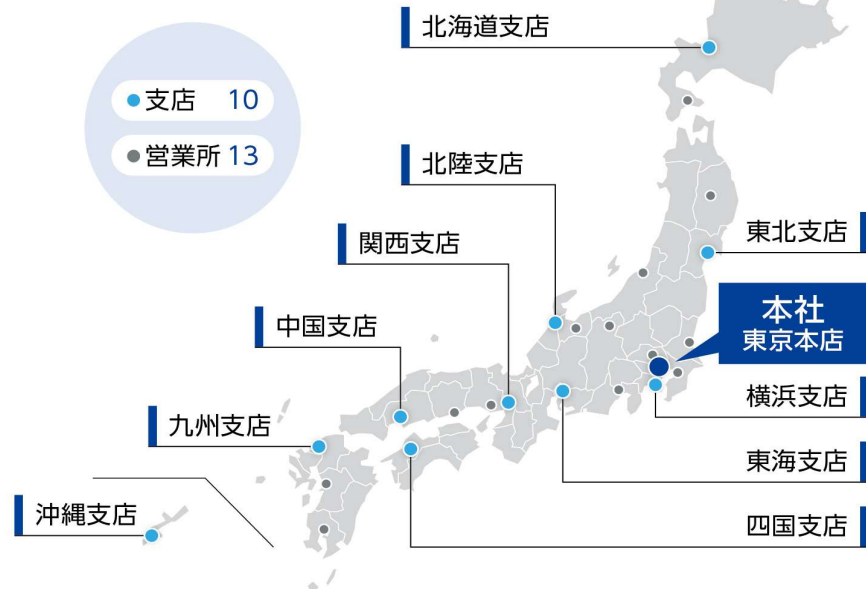 北海道支店
支店 10
営業所 13
北陸支店
東北支店
関西支店
本社
東京本店
中国支店
横浜支店
九州支店
東海支店
沖縄支店
四国支店